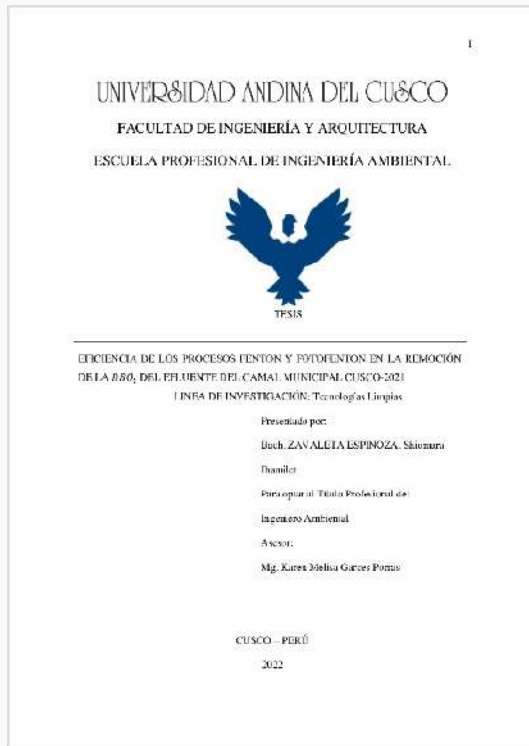 I
UNIVERSIDAD ANDINA DEL CUSCO
FACULTAD DE INGENIERÍA Y ARQUITECTURA
ESCUELA PROFESIONAL DE INGENIERÍA AMBIENTAL
TESIS
EFICIENCIA DE LOS PROCESOS FENTON Y FOTOFENTON EN LA REMOCIÓN
DE LA DBO₅ DEL EFLUENTE DEL CAMAL MUNICIPAL CUSCO-2021
LINEA DE INVESTIGACIÓN: Tecnologías Limpias
Presentado por:
Bach. ZAVALETA ESPINOZA, Shiomara
Para optar al Título Profesional de:
Ingeniero Ambiental
Asesor:
Mg. Karen Melisa Garces Porras
CUSCO – PERÚ
2022